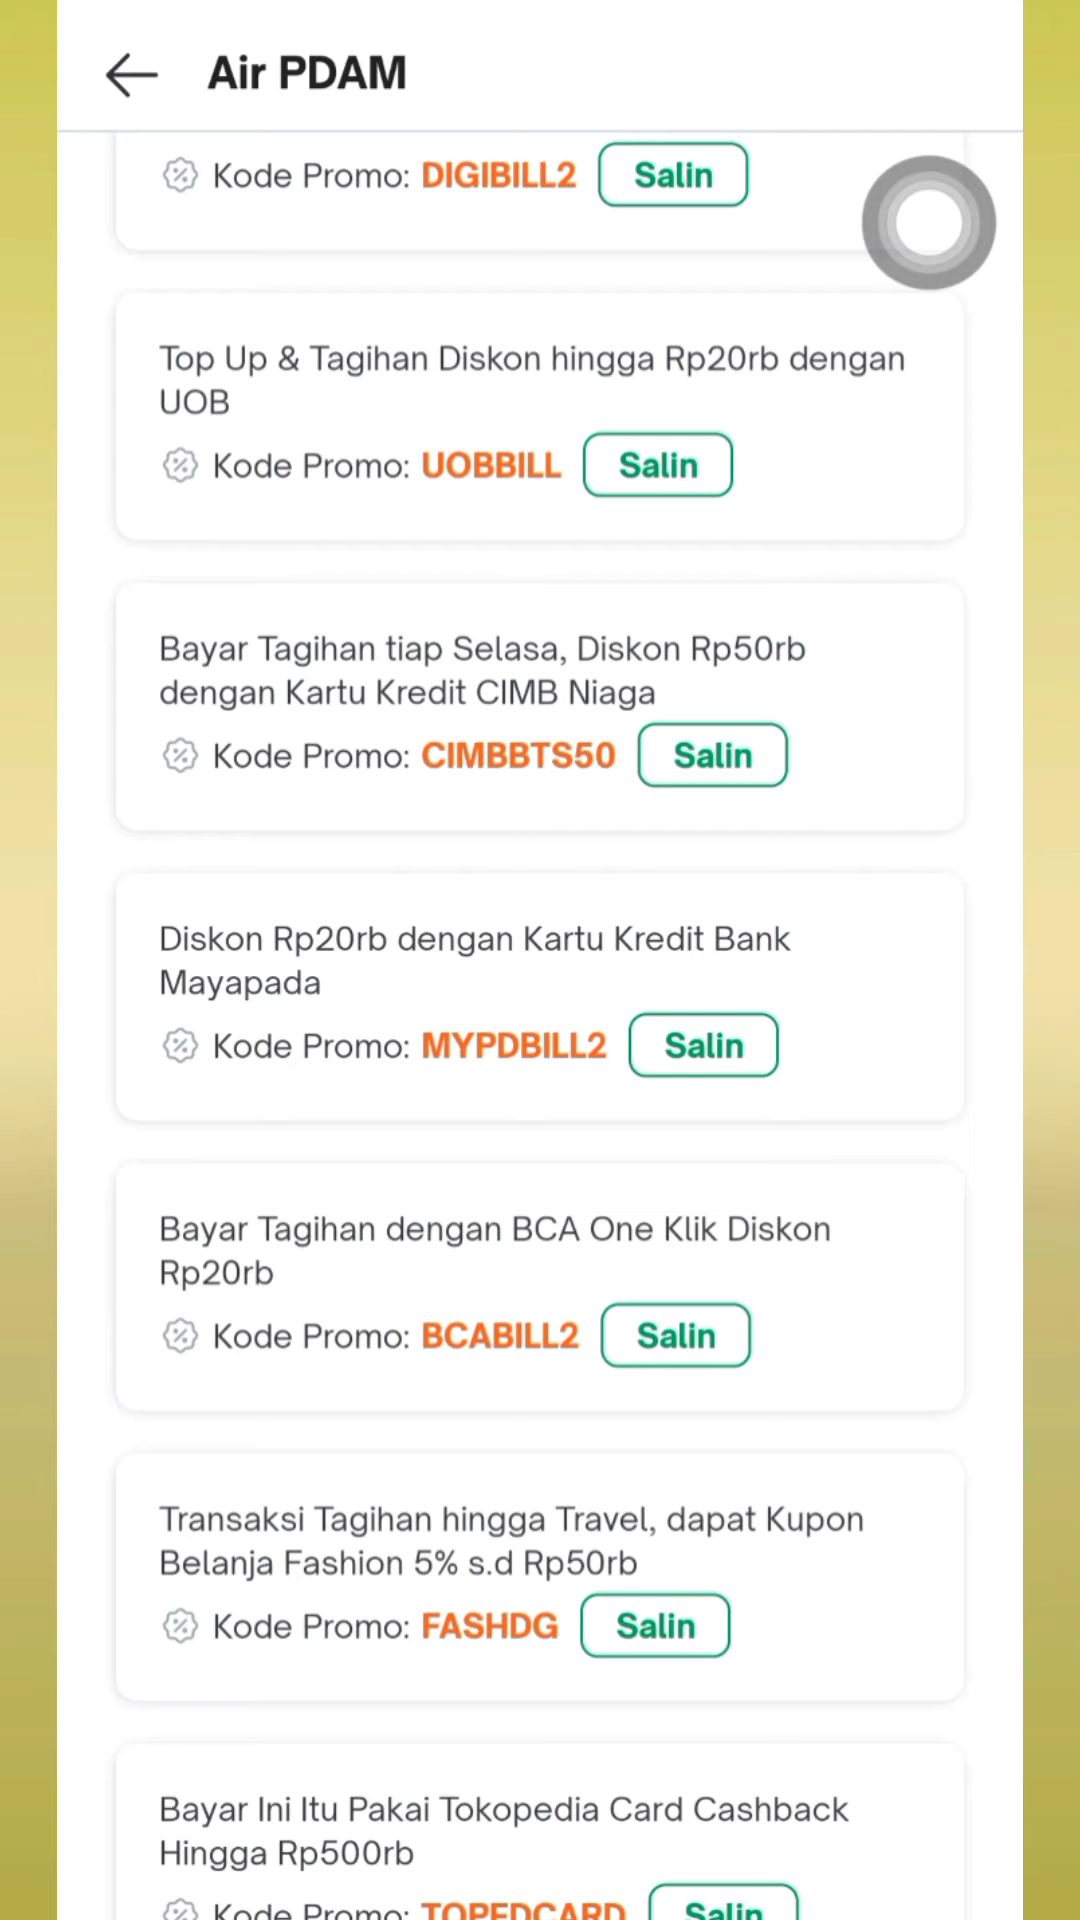 Air PDAM
Kode Promo: DIGIBILL2 Salin
Top Up & Tagihan Diskon hingga Rp20rb dengan
UOB
Kode Promo: UOBBILL Salin
Bayar Tagihan tiap Selasa, Diskon Rp50rb
dengan Kartu Kredit CIMB Niaga
Kode Promo: CIMBBTS50 Salin
Diskon Rp20rb dengan Kartu Kredit Bank
Mayapada
Kode Promo: MYPDBILL2 Salin
Bayar Tagihan dengan BCA One Klik Diskon
Rp20rb
Kode Promo: BCABILL2 Salin
Transaksi Tagihan hingga Travel, dapat Kupon
Belanja Fashion 5% s.d Rp50rb
Kode Promo: FASHDG Salin
Bayar Ini Itu Pakai Tokopedia Card Cashback
Hingga Rp500rb
Kode Promo: TOPEDCARD Salin